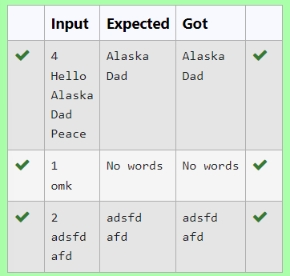 Input Expected Got
4 Alaska Alaska
Hello Dad Dad
Alaska
Dad
Peace
1 No words No words
omk
2 adsfd adsfd
adsfd afd afd
afd